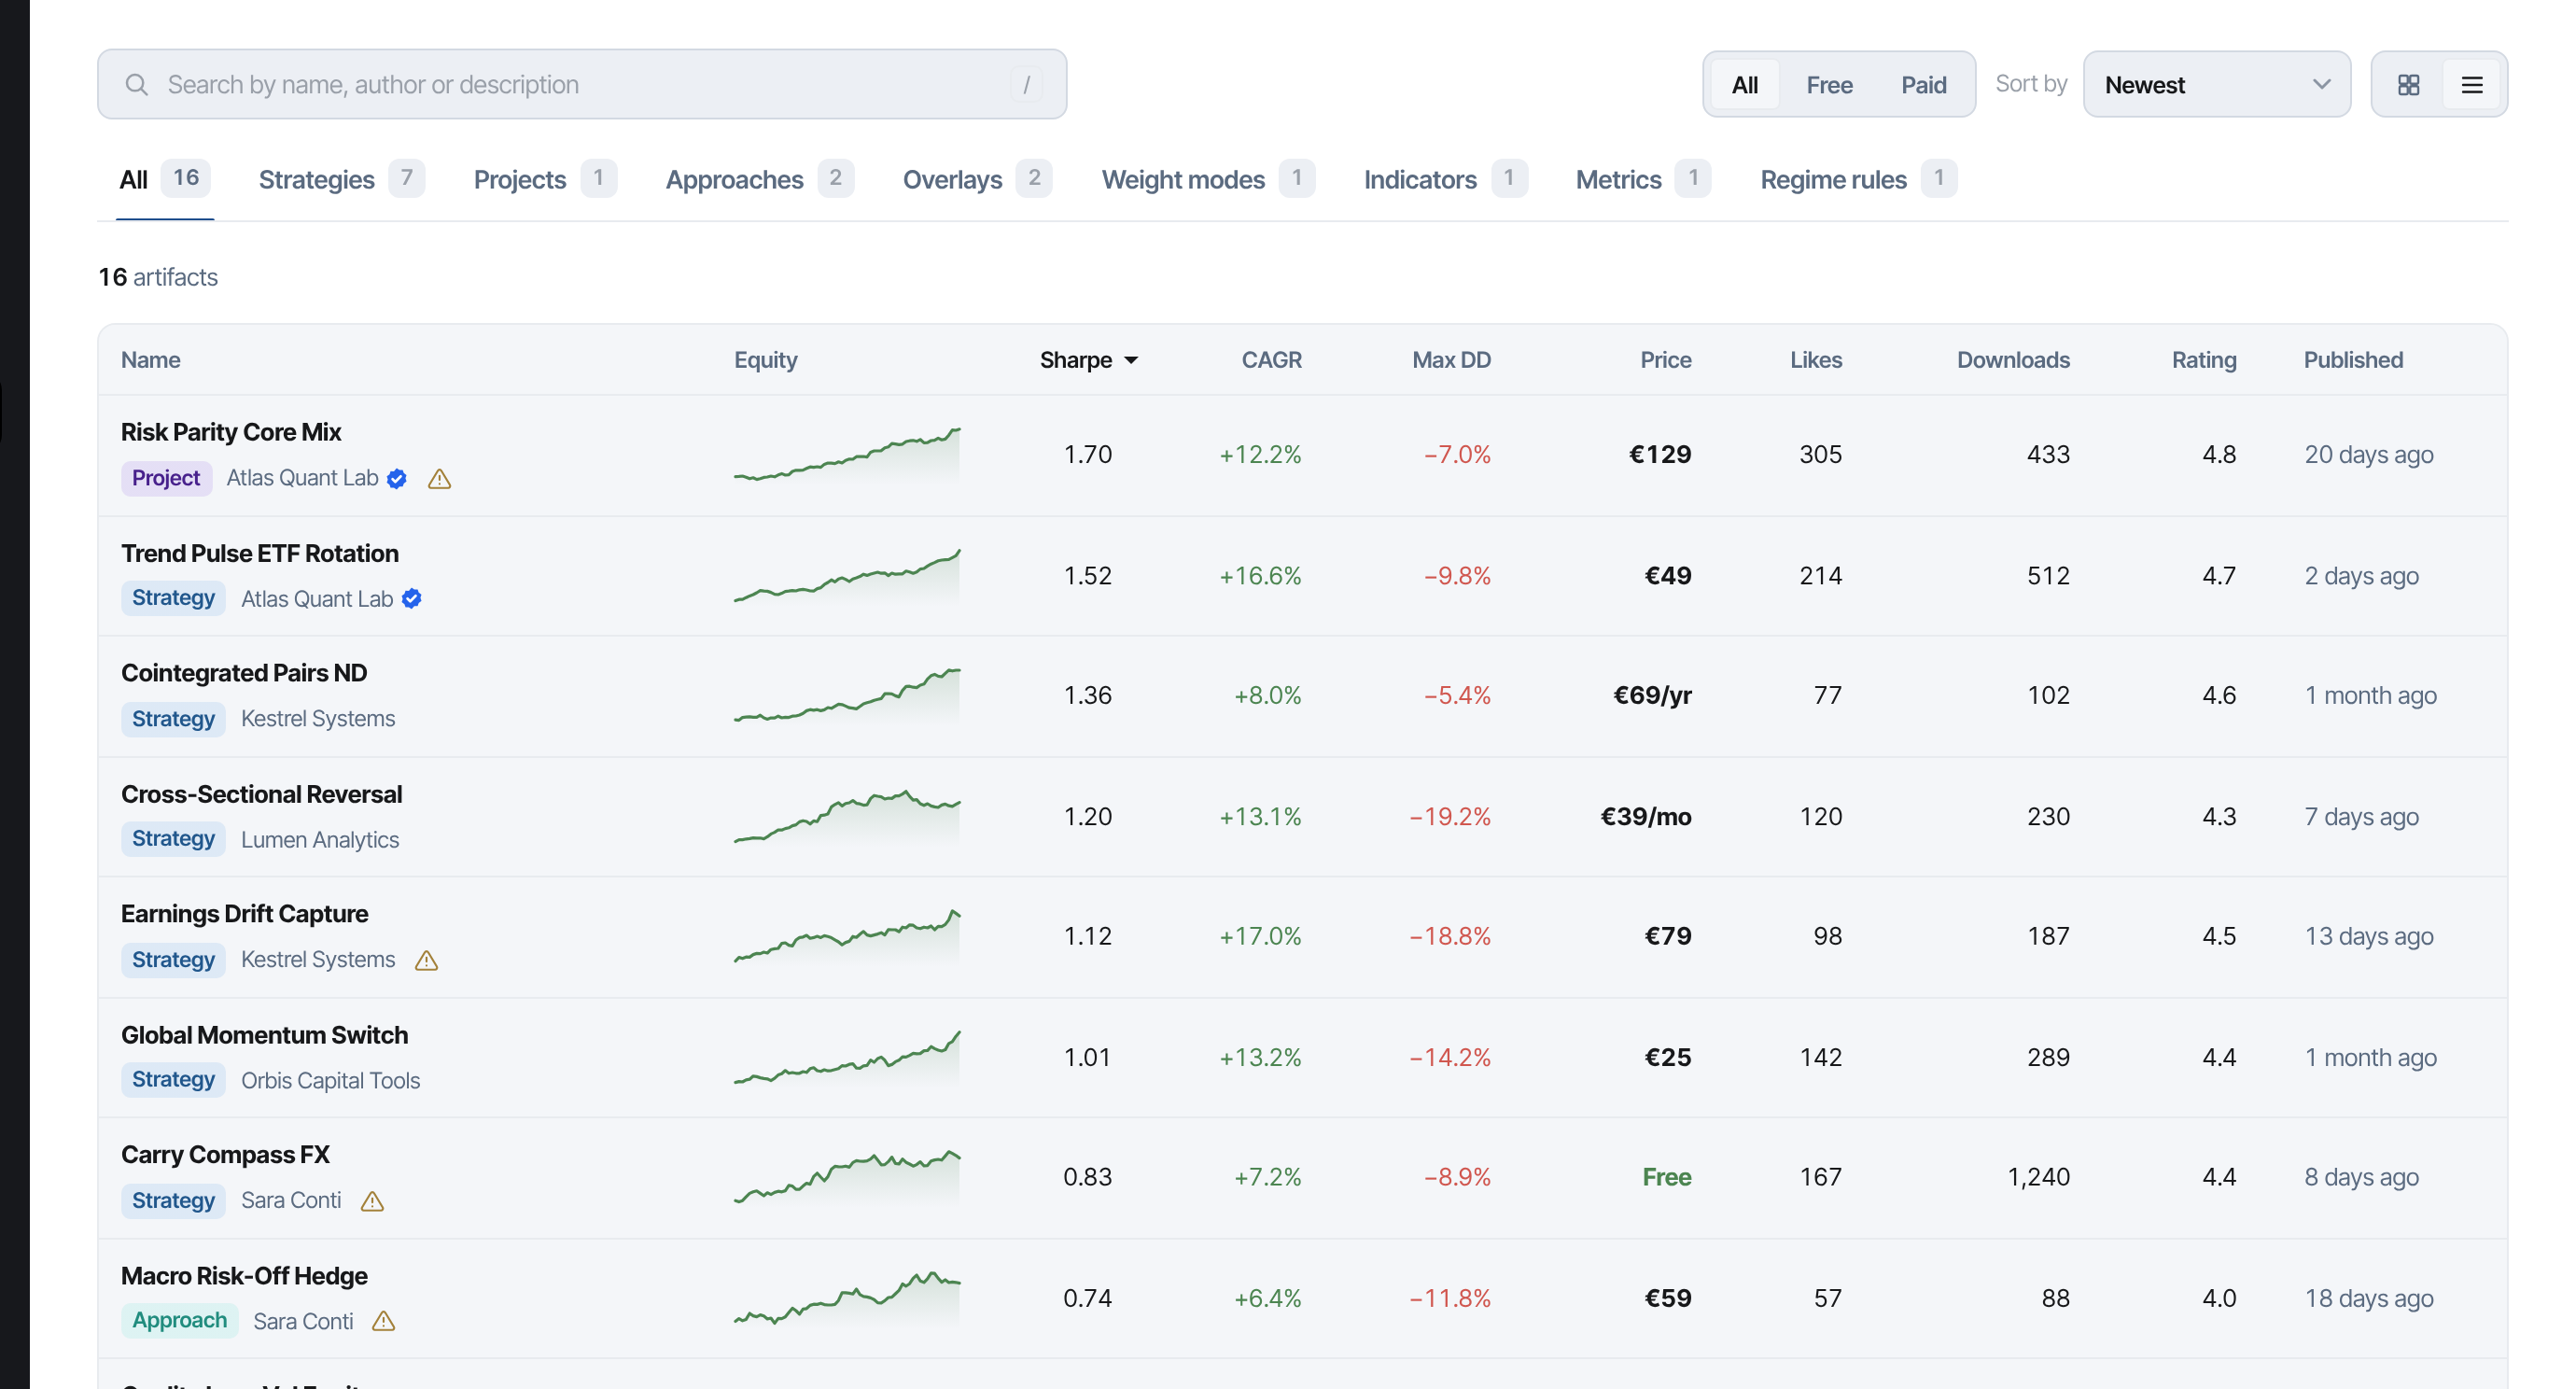 Search by name, author or description /
All Free Paid Sort by Newest
All 16 Strategies 7 Projects 1 Approaches 2 Overlays 2 Weight modes 1 Indicators 1 Metrics 1 Regime rules 1
16 artifacts
Name Equity Sharpe CAGR Max DD Price Likes Downloads Rating Published
Risk Parity Core Mix
Project Atlas Quant Lab
1.70 +12.2% −7.0% €129 305 433 4.8 20 days ago
Trend Pulse ETF Rotation
Strategy Atlas Quant Lab
1.52 +16.6% −9.8% €49 214 512 4.7 2 days ago
Cointegrated Pairs ND
Strategy Kestrel Systems
1.36 +8.0% −5.4% €69/yr 77 102 4.6 1 month ago
Cross-Sectional Reversal
Strategy Lumen Analytics
1.20 +13.1% −19.2% €39/mo 120 230 4.3 7 days ago
Earnings Drift Capture
Strategy Kestrel Systems
1.12 +17.0% −18.8% €79 98 187 4.5 13 days ago
Global Momentum Switch
Strategy Orbis Capital Tools
1.01 +13.2% −14.2% €25 142 289 4.4 1 month ago
Carry Compass FX
Strategy Sara Conti
0.83 +7.2% −8.9% Free 167 1,240 4.4 8 days ago
Macro Risk-Off Hedge
Approach Sara Conti
0.74 +6.4% −11.8% €59 57 88 4.0 18 days ago